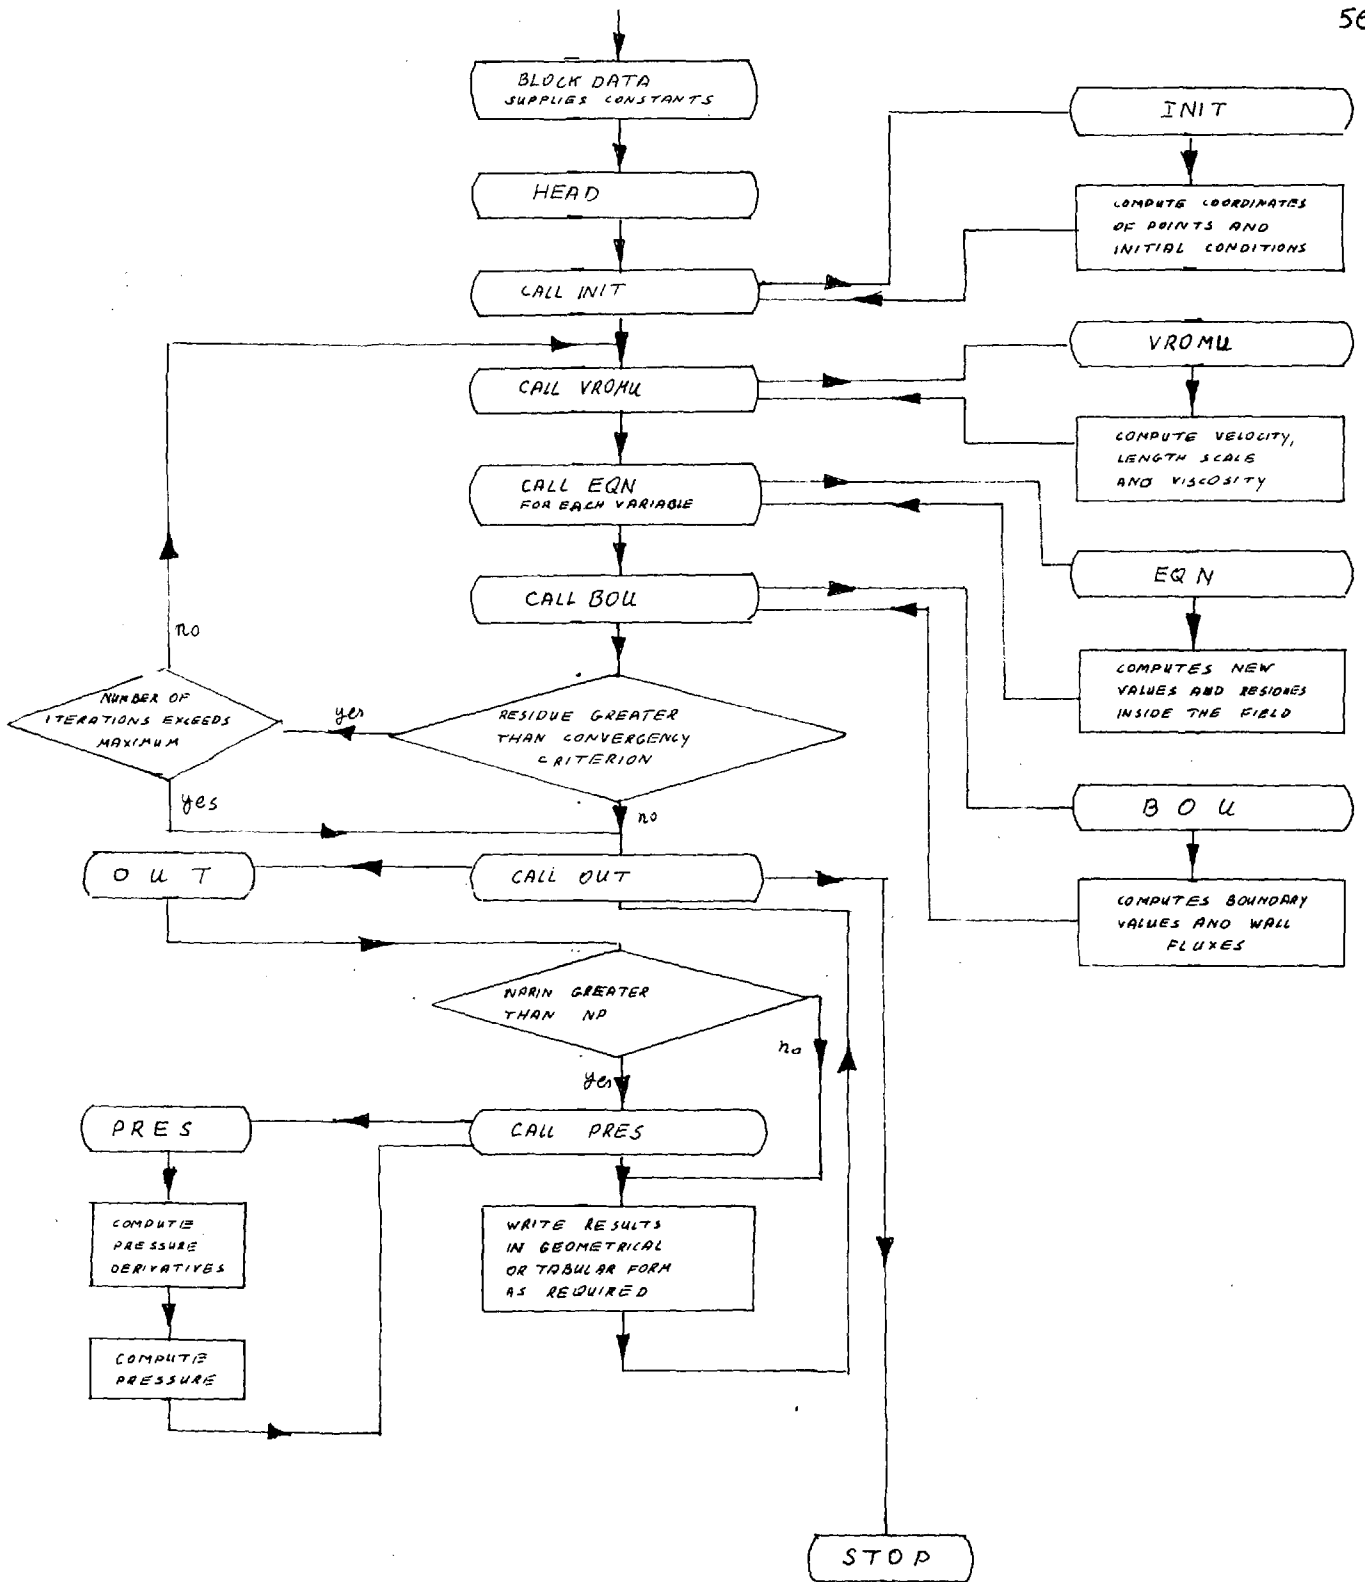 56
BLOCK DATA
SUPPLIES CONSTANTS
HEAD
CALL INIT
INIT
COMPUTE COORDINATES
OF POINTS AND
INITIAL CONDITIONS
CALL VROMU
VROMU
COMPUTE VELOCITY,
LENGTH SCALE
AND VISCOSITY
CALL EQN
FOR EACH VARIABLE
EQN
COMPUTES NEW
VALUES AND RESIDUES
INSIDE THE FIELD
CALL BOU
BOU
COMPUTES BOUNDARY
VALUES AND WALL
FLUXES
no
NUMBER OF
ITERATIONS EXCEEDS
MAXIMUM
yes
RESIDUE GREATER
THAN CONVERGENCY
CRITERION
yes
no
OUT
CALL OUT
NARIN GREATER
THAN NP
no
yes
PRES
CALL PRES
COMPUTE
PRESSURE
DERIVATIVES
COMPUTE
PRESSURE
WRITE RESULTS
IN GEOMETRICAL
OR TABULAR FORM
AS REQUIRED
STOP